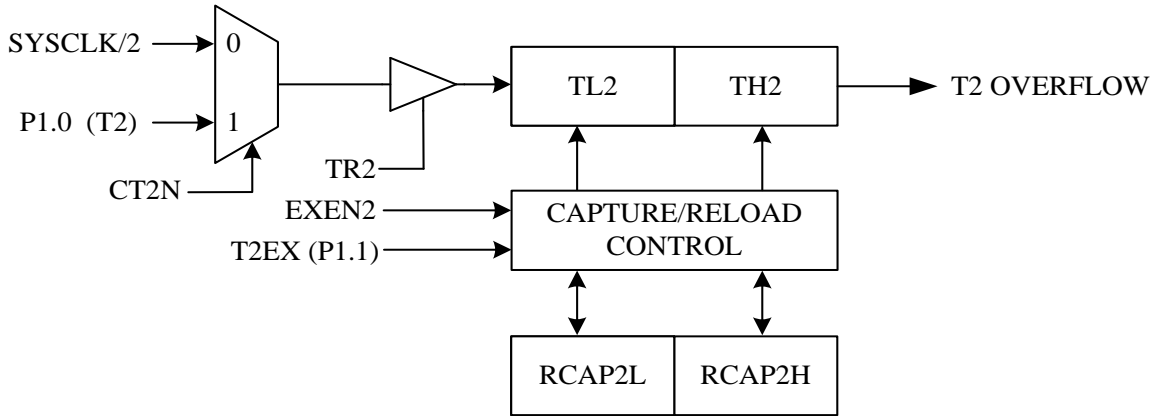 SYSCLK/2
0
TL2
TH2
T2 OVERFLOW
P1.0 (T2)
1
TR2
CT2N
EXEN2
CAPTURE/RELOAD
CONTROL
T2EX (P1.1)
RCAP2L
RCAP2H